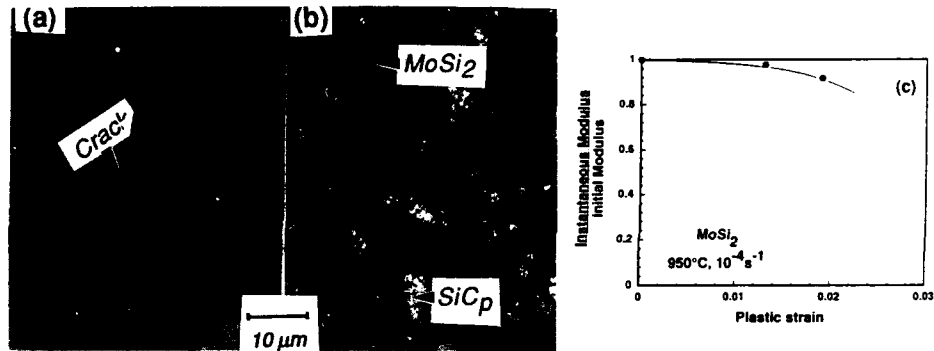 (a)
(b)
MoSi2
Crack
SiCp
10 μm
(c)
Instantaneous Modulus
Initial Modulus
1
0.8
0.6
0.4
0.2
0
MoSi2
950°C, 10⁻⁴s⁻¹
0
0.01
0.02
0.03
Plastic strain